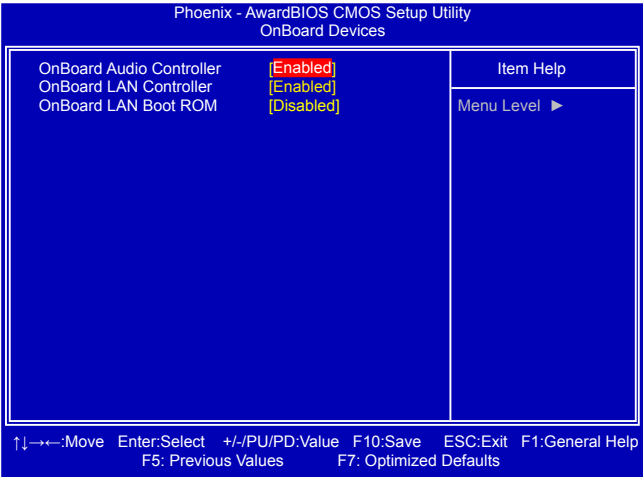 Phoenix - AwardBIOS CMOS Setup Utility
OnBoard Devices
OnBoard Audio Controller [Enabled]
OnBoard LAN Controller [Enabled]
OnBoard LAN Boot ROM [Disabled]
Item Help
Menu Level ►
↑↓→←:Move Enter:Select +/-/PU/PD:Value F10:Save ESC:Exit F1:General Help
F5: Previous Values F7: Optimized Defaults